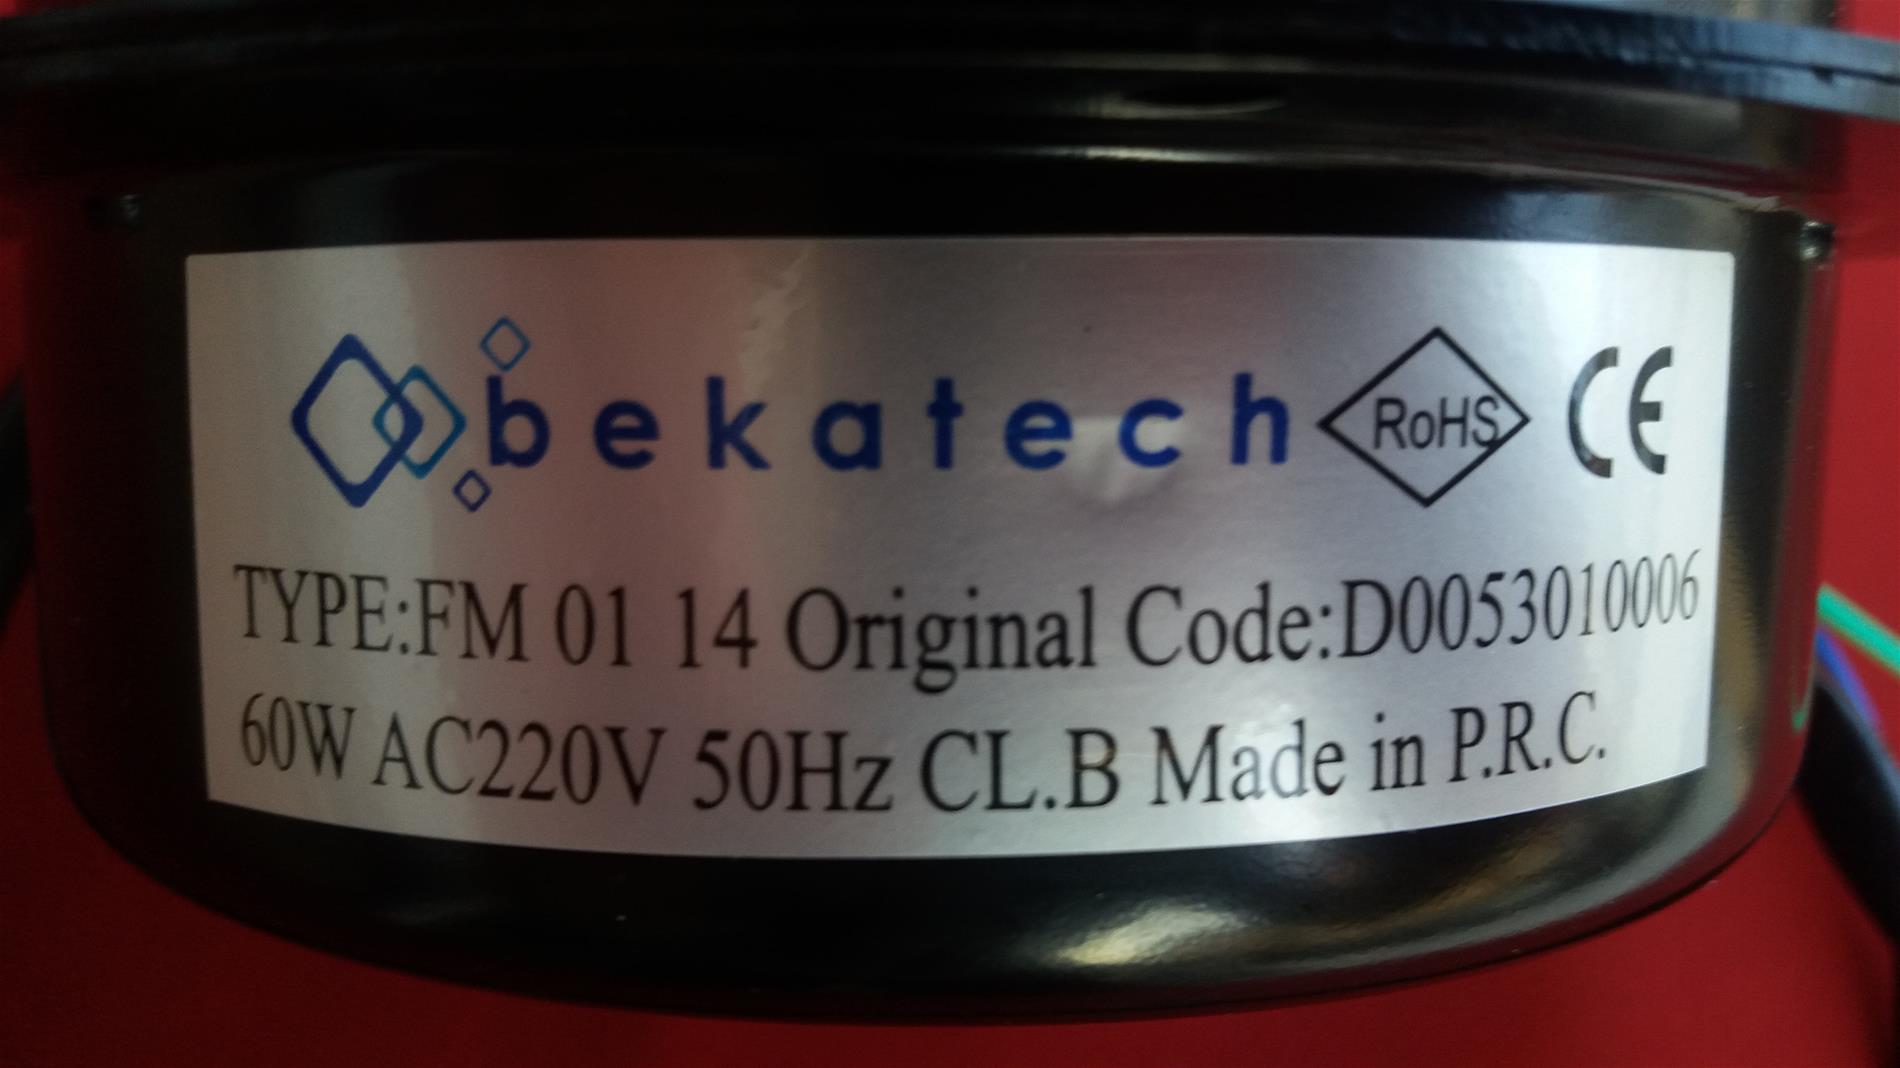 bekatech RoHS CE
TYPE:FM 01 14 Original Code:D0053010006
60W AC220V 50Hz CL.B Made in P.R.C.